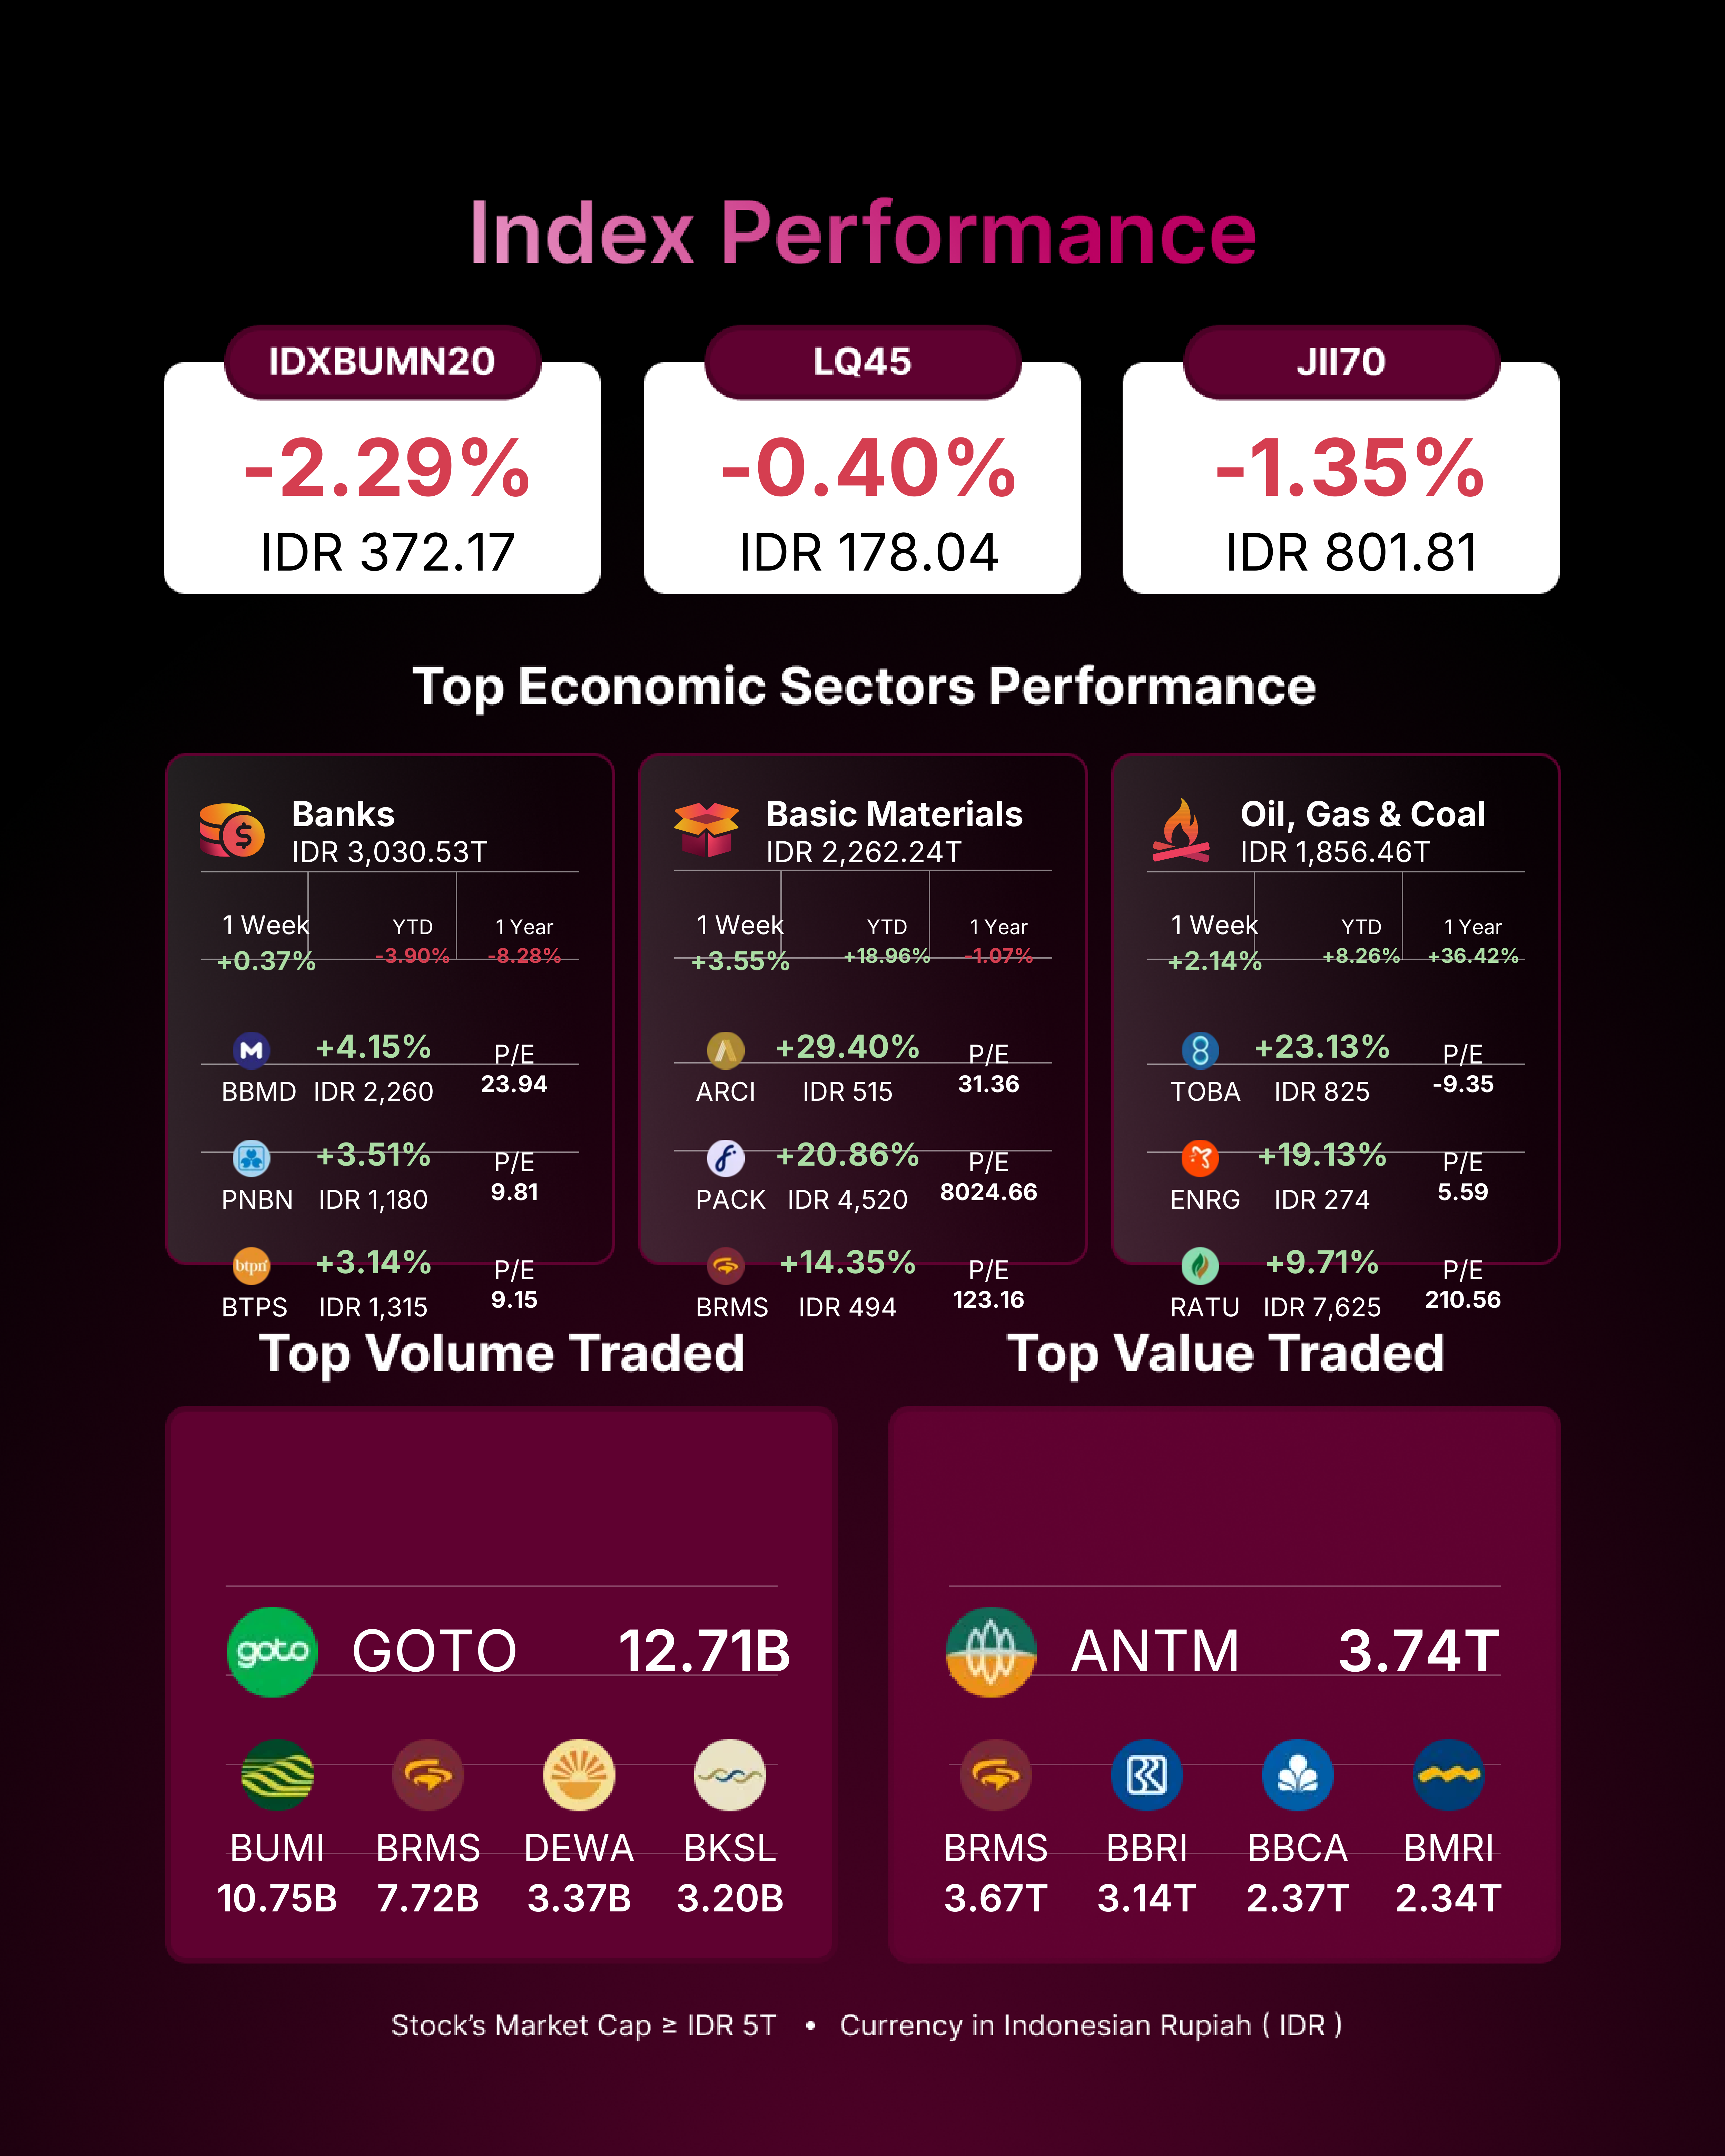 Index Performance
IDXBUMN20
-2.29%
IDR 372.17
LQ45
-0.40%
IDR 178.04
JII70
-1.35%
IDR 801.81
Top Economic Sectors Performance
Banks
IDR 3,030.53T
1 Week YTD 1 Year
+0.37% -3.90% -8.28%
+4.15% P/E
BBMD IDR 2,260 23.94
+3.51% P/E
PNBN IDR 1,180 9.81
btpn +3.14% P/E
BTPS IDR 1,315 9.15
Basic Materials
IDR 2,262.24T
1 Week YTD 1 Year
+3.55% +18.96% -1.07%
+29.40% P/E
ARCI IDR 515 31.36
+20.86% P/E
PACK IDR 4,520 8024.66
+14.35% P/E
BRMS IDR 494 123.16
Oil, Gas & Coal
IDR 1,856.46T
1 Week YTD 1 Year
+2.14% +8.26% +36.42%
+23.13% P/E
TOBA IDR 825 -9.35
+19.13% P/E
ENRG IDR 274 5.59
+9.71% P/E
RATU IDR 7,625 210.56
Top Volume Traded
goto GOTO 12.71B
BUMI BRMS DEWA BKSL
10.75B 7.72B 3.37B 3.20B
Top Value Traded
ANTM 3.74T
BRMS BBRI BBCA BMRI
3.67T 3.14T 2.37T 2.34T
Stock's Market Cap ≥ IDR 5T • Currency in Indonesian Rupiah ( IDR )